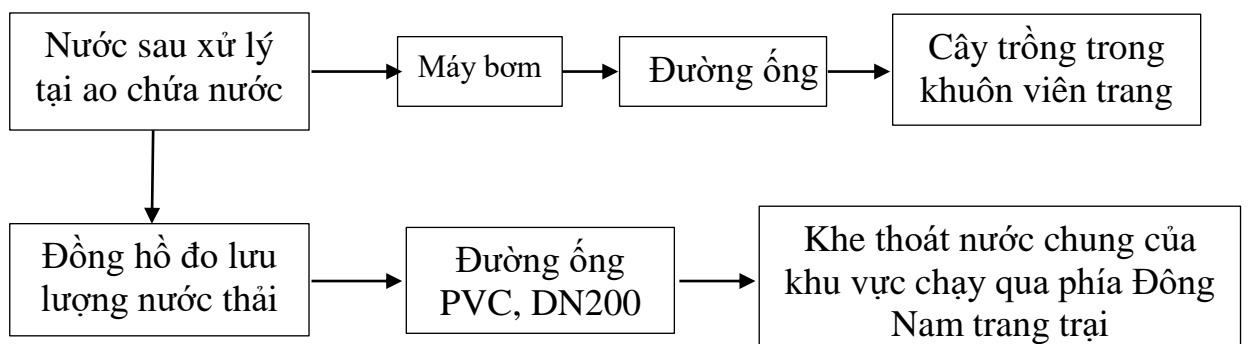 Nước sau xử lý
tại ao chứa nước
Máy bơm
Đường ống
Cây trồng trong
khuôn viên trang
Đồng hồ đo lưu
lượng nước thải
Đường ống
PVC, DN200
Khe thoát nước chung của
khu vực chạy qua phía Đông
Nam trang trại